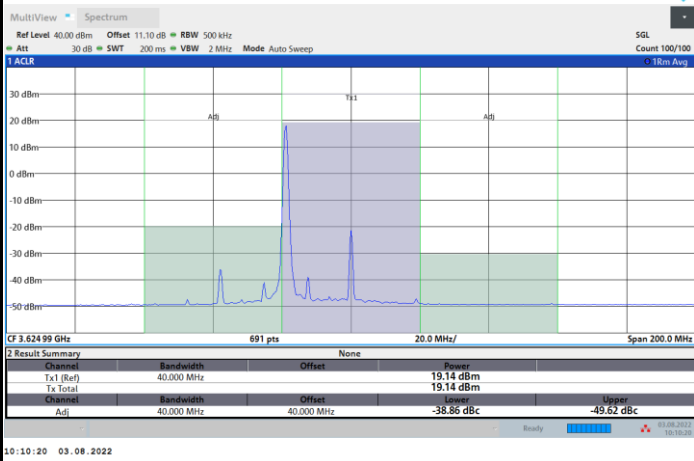 MultiView Spectrum
Ref Level 40.00 dBm Offset 11.10 dB RBW 500 kHz SGL
Att 30 dB SWT 200 ms VBW 2 MHz Mode Auto Sweep Count 100/100
1 ACLR 1Rm Avg
30 dBm
Tx1
20 dBm Adj Adj
10 dBm
0 dBm
-10 dBm
-20 dBm
-30 dBm
-40 dBm
-50 dBm
CF 3.624 99 GHz 691 pts 20.0 MHz/ Span 200.0 MHz
2 Result Summary None
Channel Bandwidth Offset Power
Tx1 (Ref) 40.000 MHz 19.14 dBm
Tx Total 19.14 dBm
Channel Bandwidth Offset Lower Upper
Adj 40.000 MHz 40.000 MHz -38.86 dBc -49.62 dBc
Ready 03.08.2022
10:10:20
10:10:20 03.08.2022